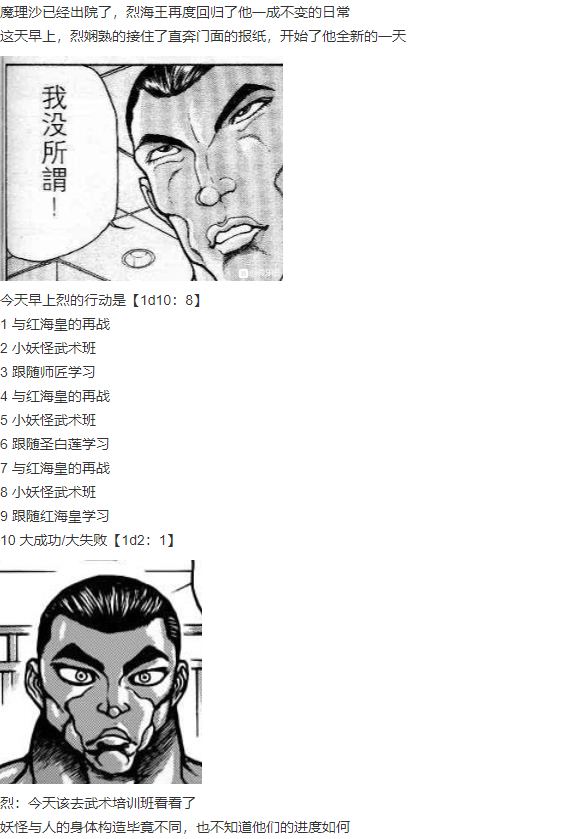 魔理沙已经出院了，烈海王再度回归了他一成不变的日常
这天早上，烈娴熟的接住了直奔门面的报纸，开始了他全新的一天
我没所謂！
今天早上烈的行动是【1d10：8】
1 与红海皇的再战
2 小妖怪武术班
3 跟随师匠学习
4 与红海皇的再战
5 小妖怪武术班
6 跟随圣白莲学习
7 与红海皇的再战
8 小妖怪武术班
9 跟随红海皇学习
10 大成功/大失败【1d2：1】
烈：今天该去武术培训班看看了
妖怪与人的身体构造毕竟不同，也不知道他们的进度如何